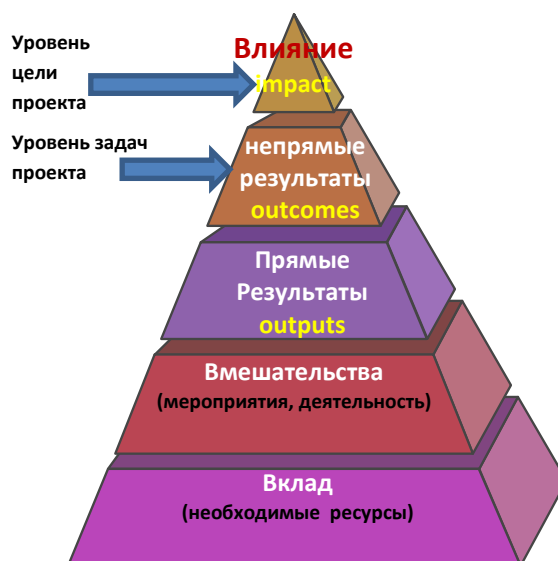 Уровень
цели
проекта
Влияние
impact
Уровень задач
проекта
непрямые
результаты
outcomes
Прямые
Результаты
outputs
Вмешательства
(мероприятия, деятельность)
Вклад
(необходимые ресурсы)